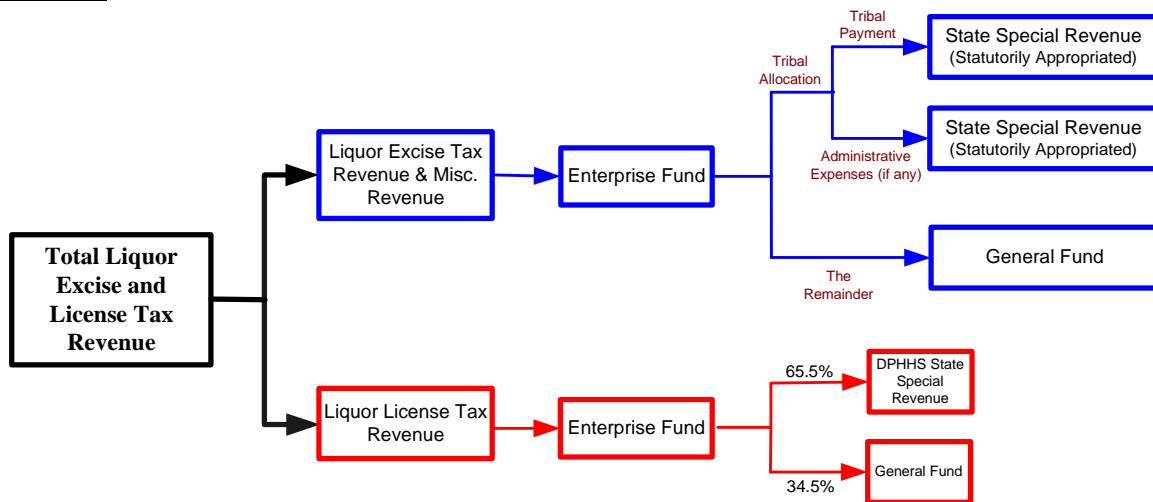 Total Liquor
Excise and
License Tax
Revenue
Liquor Excise Tax
Revenue & Misc.
Revenue
Enterprise Fund
Tribal
Allocation
Tribal
Payment
State Special Revenue
(Statutorily Appropriated)
Administrative
Expenses (if any)
State Special Revenue
(Statutorily Appropriated)
The
Remainder
General Fund
Liquor License Tax
Revenue
Enterprise Fund
65.5%
DPHHS State
Special
Revenue
34.5%
General Fund